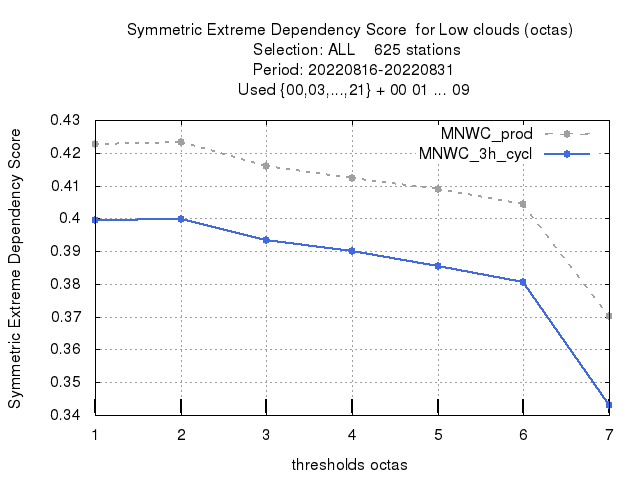 Symmetric Extreme Dependency Score  for Low clouds (octas)
Selection: ALL    625 stations
Period: 20220816-20220831
Used {00,03,...,21} + 00 01 ... 09
MNWC_prod
MNWC_3h_cycl
Symmetric Extreme Dependency Score
0.43
0.42
0.41
0.4
0.39
0.38
0.37
0.36
0.35
0.34
1 2 3 4 5 6 7
thresholds octas